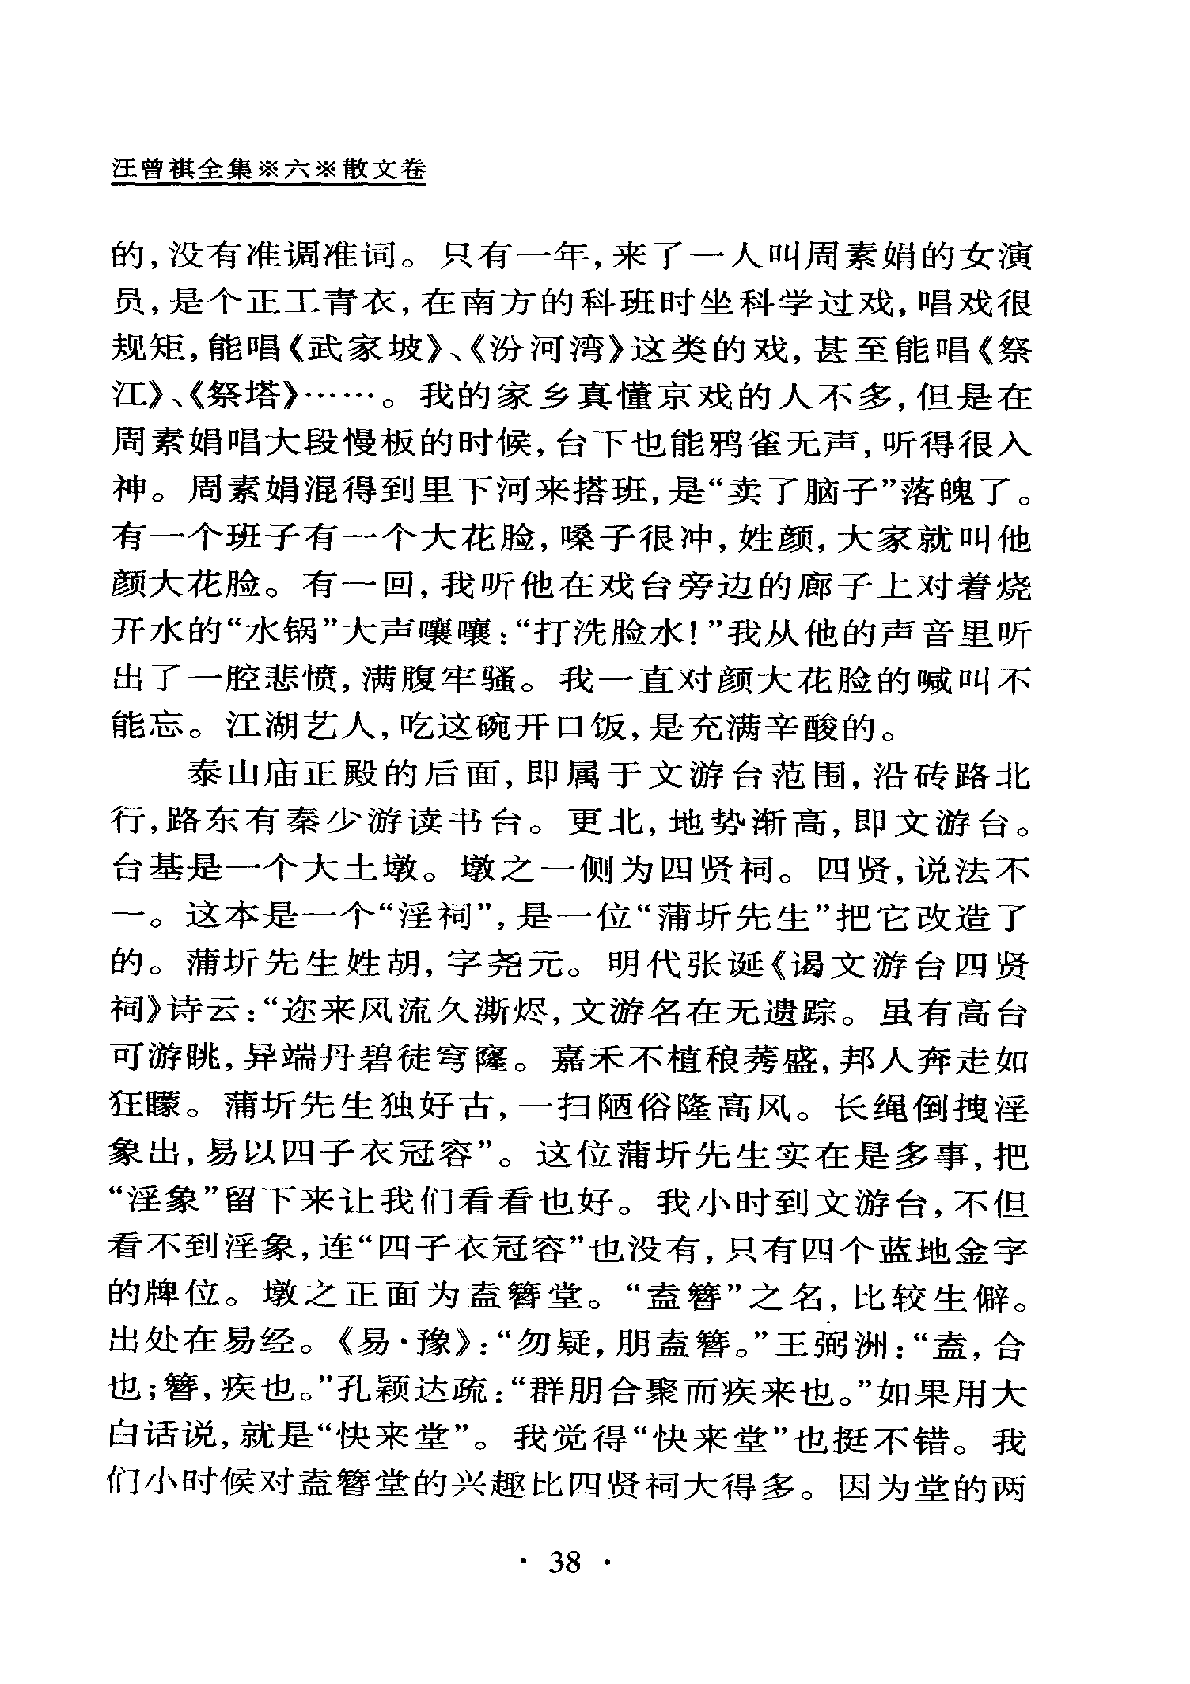 汪曾祺全集※六※散文卷
的，没有准调准词。只有一年，来了一人叫周素娟的女演
员，是个正工青衣，在南方的科班时坐科学过戏，唱戏很
规矩，能唱《武家坡》、《汾河湾》这类的戏，甚至能唱《祭
江》、《祭塔》……。我的家乡真懂京戏的人不多，但是在
周素娟唱大段慢板的时候，台下也能鸦雀无声，听得很入
神。周素娟混得到里下河来搭班，是“卖了脑子”落魄了。
有一个班子有一个大花脸，嗓子很冲，姓颜，大家就叫他
颜大花脸。有一回，我听他在戏台旁边的廊子上对着烧
开水的“水锅”大声嚷嚷：“打洗脸水！”我从他的声音里听
出了一腔悲愤，满腹牢骚。我一直对颜大花脸的喊叫不
能忘。江湖艺人，吃这碗开口饭，是充满辛酸的。
泰山庙正殿的后面，即属于文游台范围，沿砖路北
行，路东有秦少游读书台。更北，地势渐高，即文游台。
台基是一个大土墩。墩之一侧为四贤祠。四贤，说法不
一。这本是一个“淫祠”，是一位“蒲圻先生”把它改造了
的。蒲圻先生姓胡，字尧元。明代张诞《谒文游台四贤
祠》诗云：“迩来风流久澌烬，文游名在无遗踪。虽有高台
可游眺，异端丹碧徒穹窿。嘉禾不植稂莠盛，邦人奔走如
狂矇。蒲圻先生独好古，一扫陋俗隆高风。长绳倒拽淫
象出，易以四子衣冠容”。这位蒲圻先生实在是多事，把
“淫象”留下来让我们看看也好。我小时到文游台，不但
看不到淫象，连“四子衣冠容”也没有，只有四个蓝地金字
的牌位。墩之正面为盍簪堂。“盍簪”之名，比较生僻。
出处在易经。《易·豫》：“勿疑，朋盍簪。”王弼洲：“盍，合
也；簪，疾也。”孔颖达疏：“群朋合聚而疾来也。”如果用大
白话说，就是“快来堂”。我觉得“快来堂”也挺不错。我
们小时候对盍簪堂的兴趣比四贤祠大得多。因为堂的两
· 38 ·